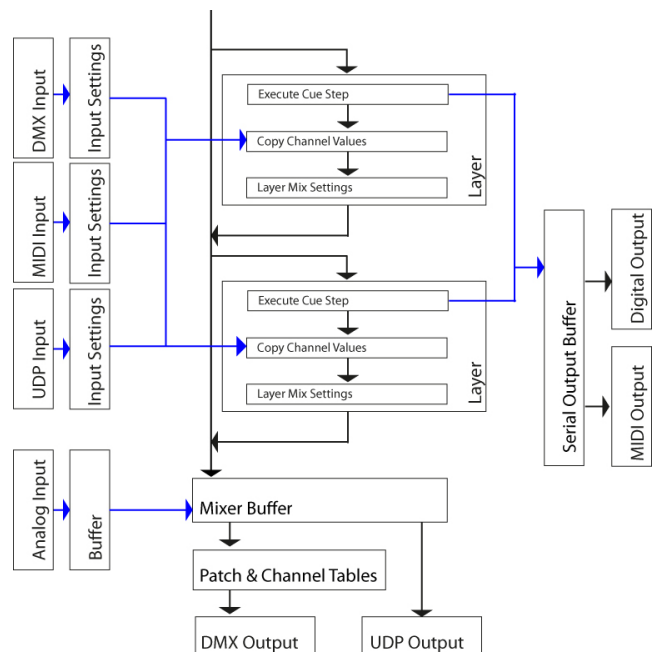 DMX Input
Input Settings
MIDI Input
Input Settings
UDP Input
Input Settings
Analog Input
Buffer
Execute Cue Step
Copy Channel Values
Layer Mix Settings
Layer
Execute Cue Step
Copy Channel Values
Layer Mix Settings
Layer
Mixer Buffer
Patch & Channel Tables
DMX Output
UDP Output
Serial Output Buffer
Digital Output
MIDI Output